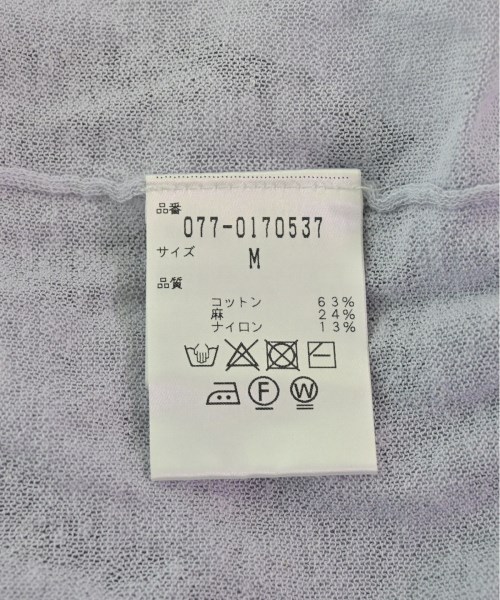 品番
077-0170537
サイズ
M
品質
コットン 63%
麻 24%
ナイロン 13%
F W